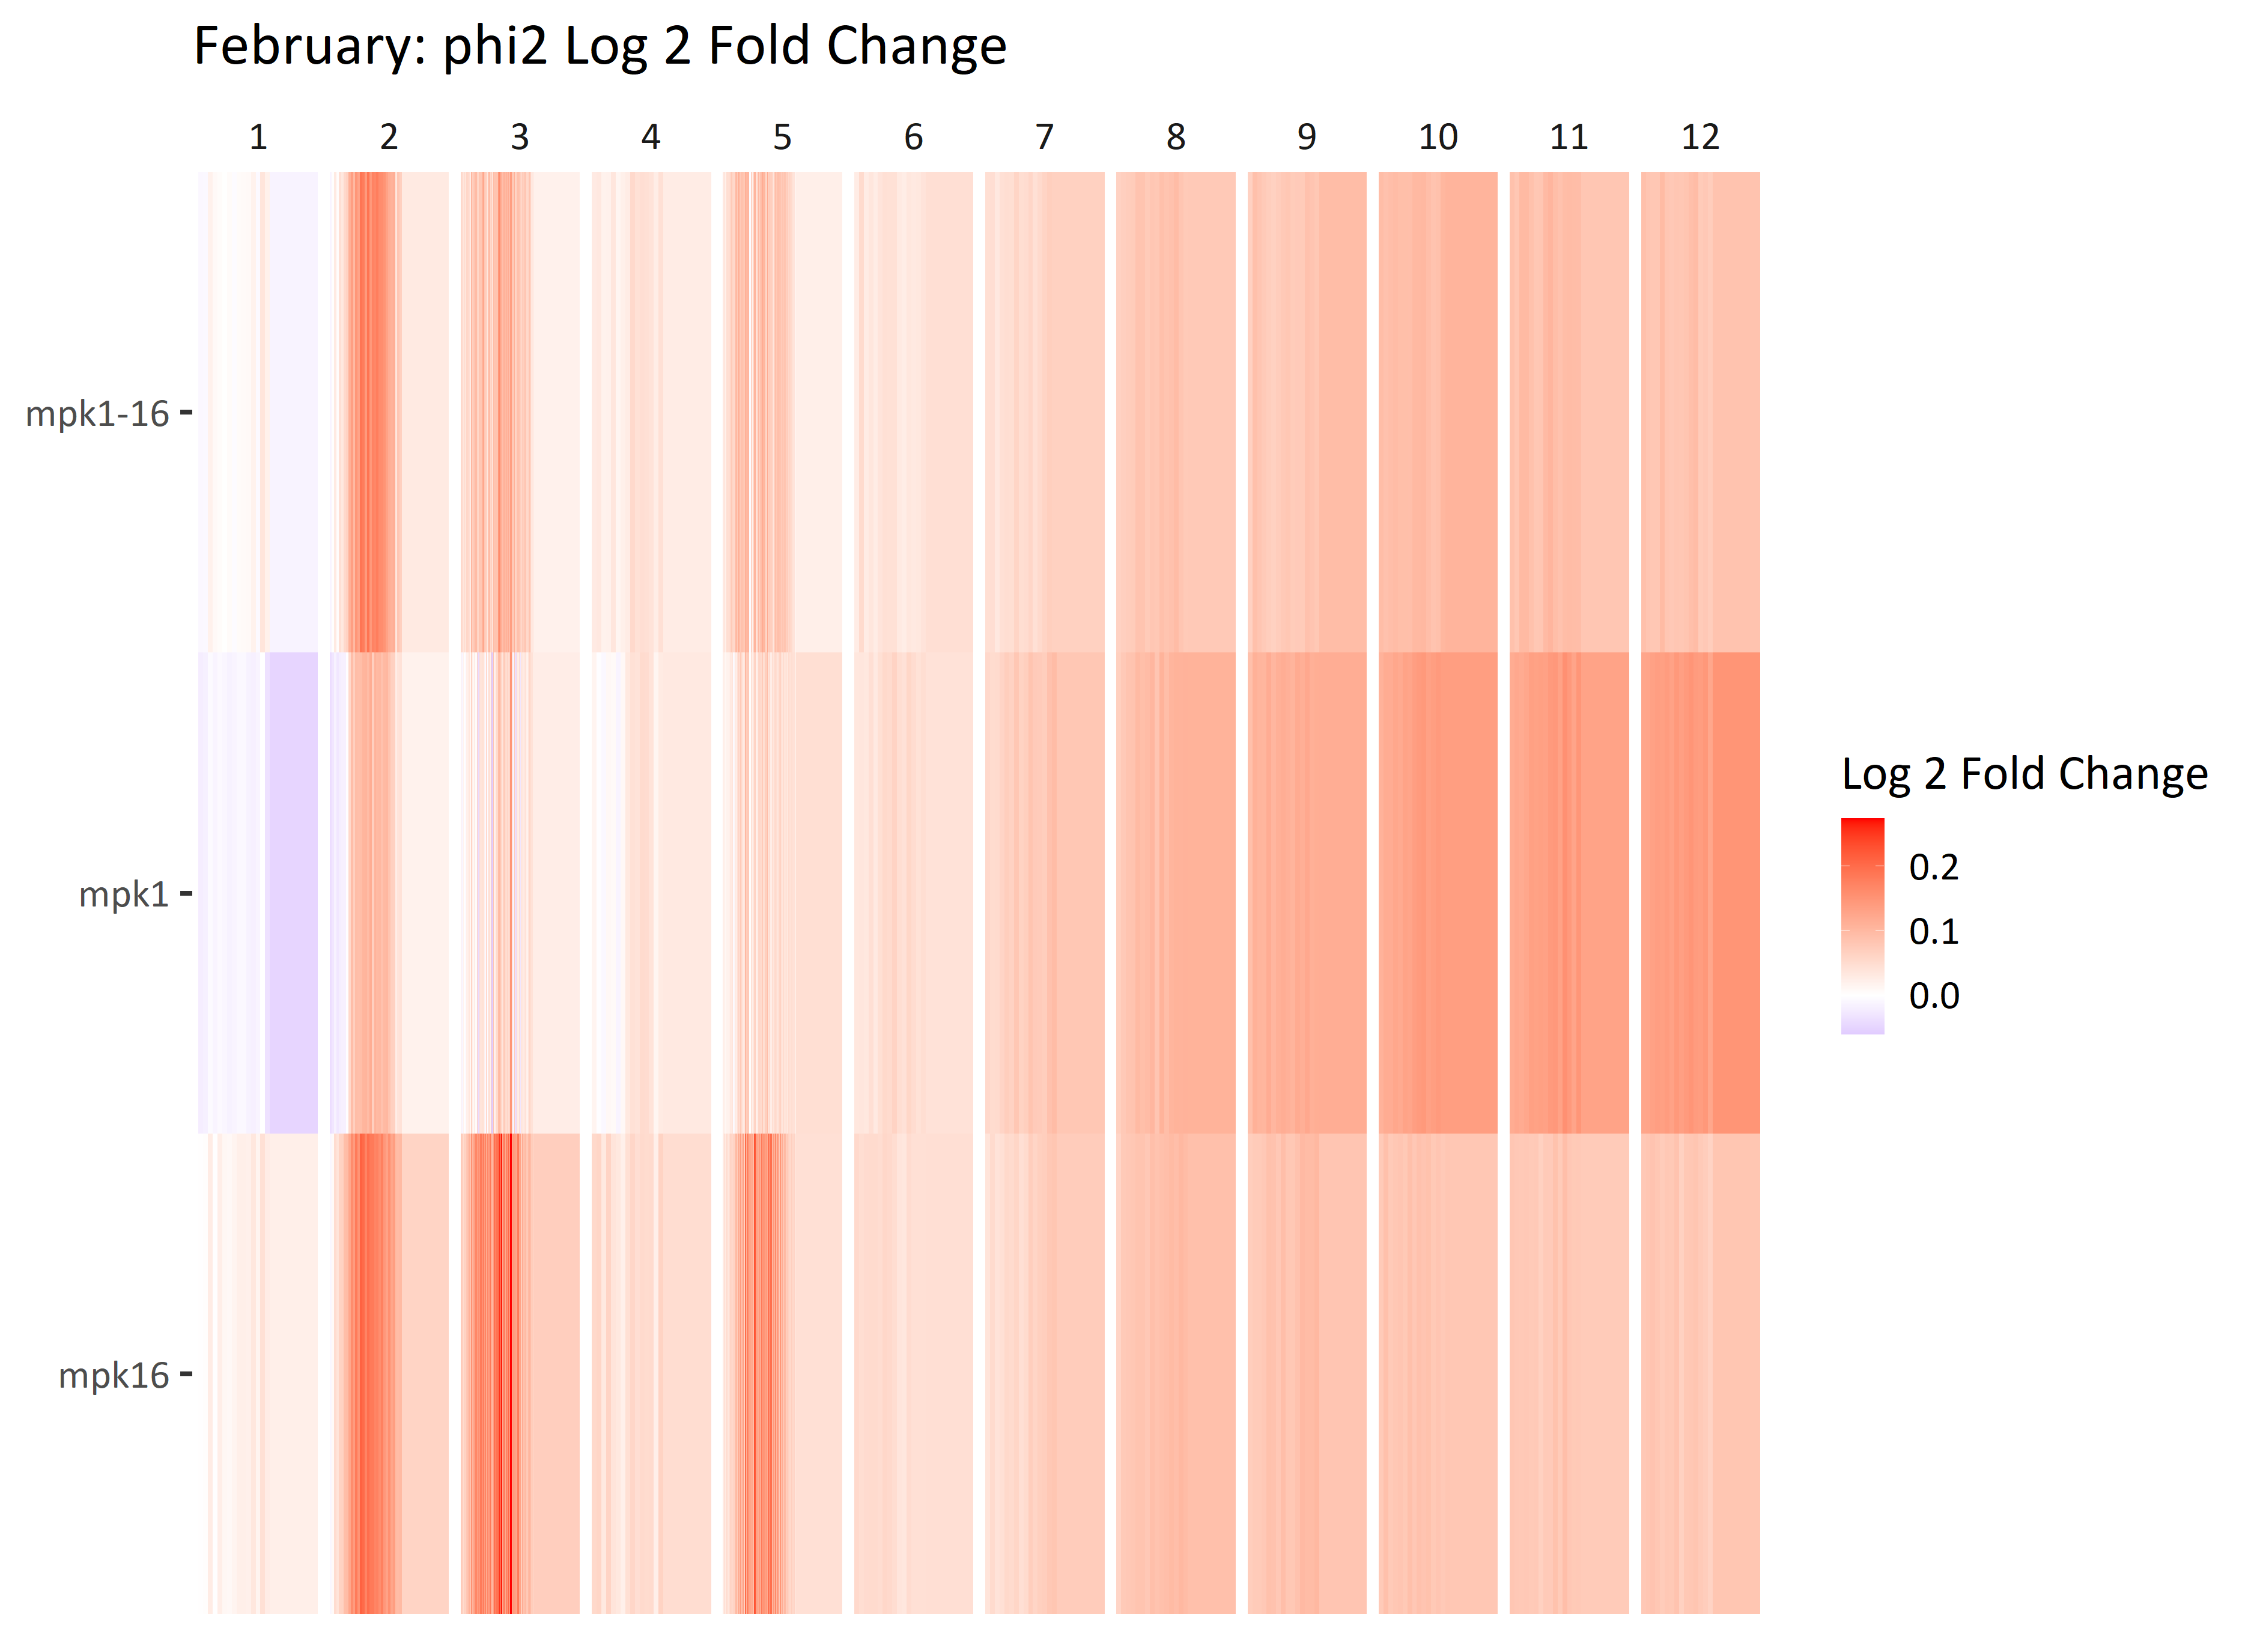 February: phi2 Log 2 Fold Change
1 2 3 4 5 6 7 8 9 10 11 12
mpk1-16
mpk1
mpk16
Log 2 Fold Change
0.2
0.1
0.0